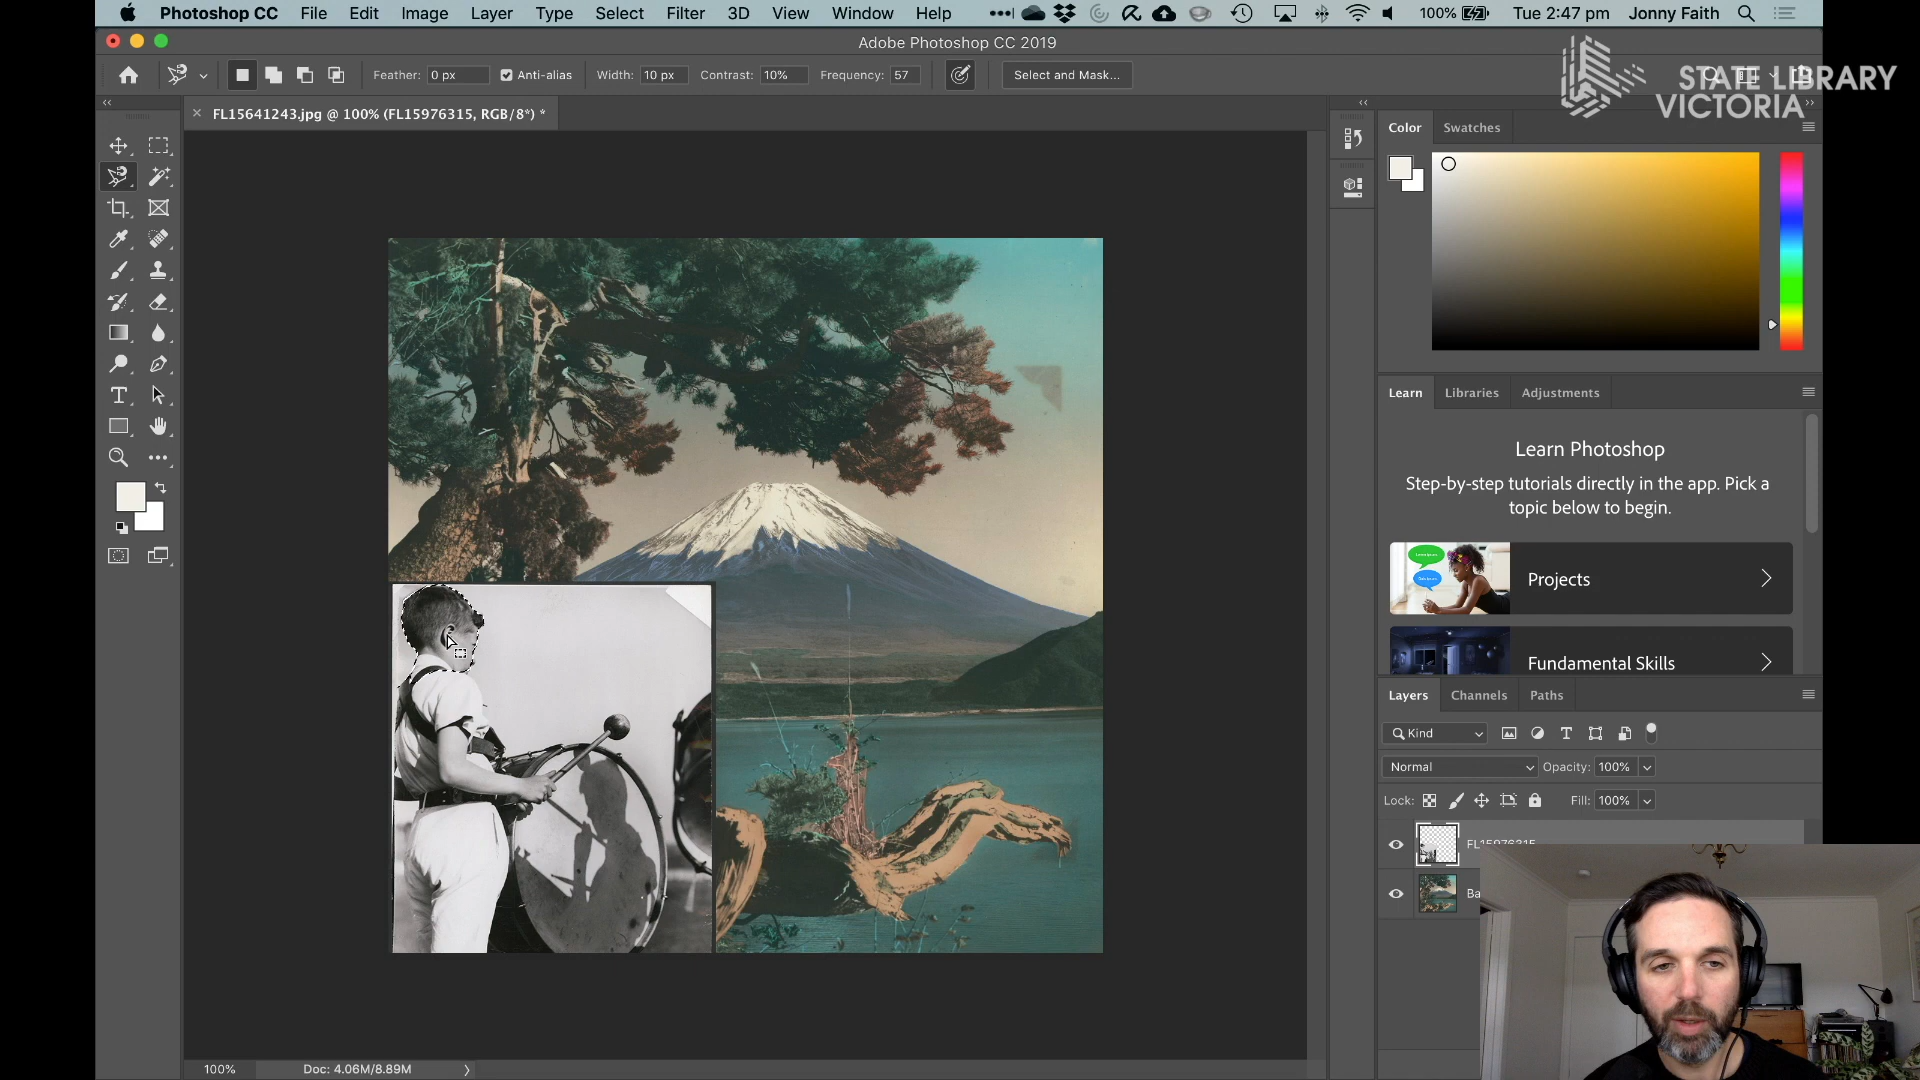 Photoshop CC File Edit Image Layer Type Select Filter 3D View Window Help 100% Tue 2:47 pm Jonny Faith
Adobe Photoshop CC 2019
Feather: 0 px Anti-alias Width: 10 px Contrast: 10% Frequency: 57 Select and Mask...
STATE LIBRARY
VICTORIA
FL15641243.jpg @ 100% (FL15976315, RGB/8*) *
Color Swatches
Learn Libraries Adjustments
Learn Photoshop
Step-by-step tutorials directly in the app. Pick a
topic below to begin.
Projects
Fundamental Skills
Layers Channels Paths
Kind
Normal Opacity: 100%
Lock: Fill: 100%
FL15976315
Ba
100% Doc: 4.06M/8.89M